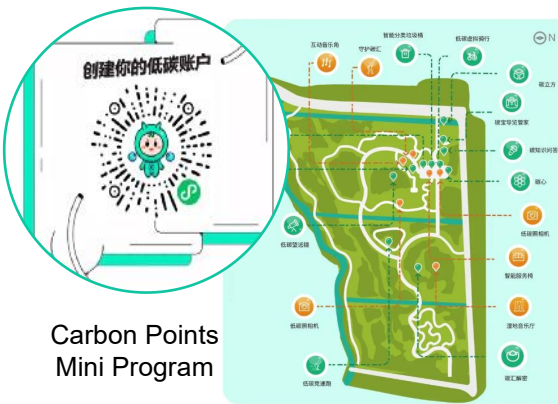 创建你的低碳账户
互动音乐角
守护碳汇
智能分类垃圾桶
低碳虚拟骑行
N
碳立方
碳宝导览管家
碳知识问答
碳心
低碳照相机
智能服务椅
漫地音乐厅
碳汇解密
低碳望远镜
低碳照相机
低碳竞速跑
Carbon Points
Mini Program